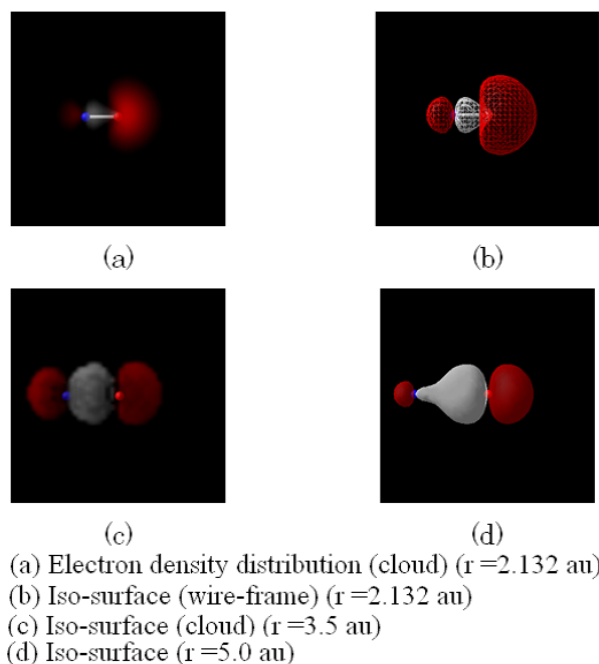 (a)
(b)
(c)
(d)
(a) Electron density distribution (cloud) (r =2.132 au)
(b) Iso-surface (wire-frame) (r =2.132 au)
(c) Iso-surface (cloud) (r =3.5 au)
(d) Iso-surface (r =5.0 au)